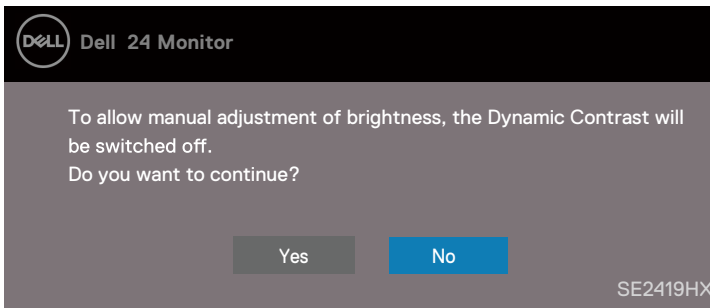 DELL
Dell 24 Monitor
To allow manual adjustment of brightness, the Dynamic Contrast will
be switched off.
Do you want to continue?
Yes No
SE2419HX